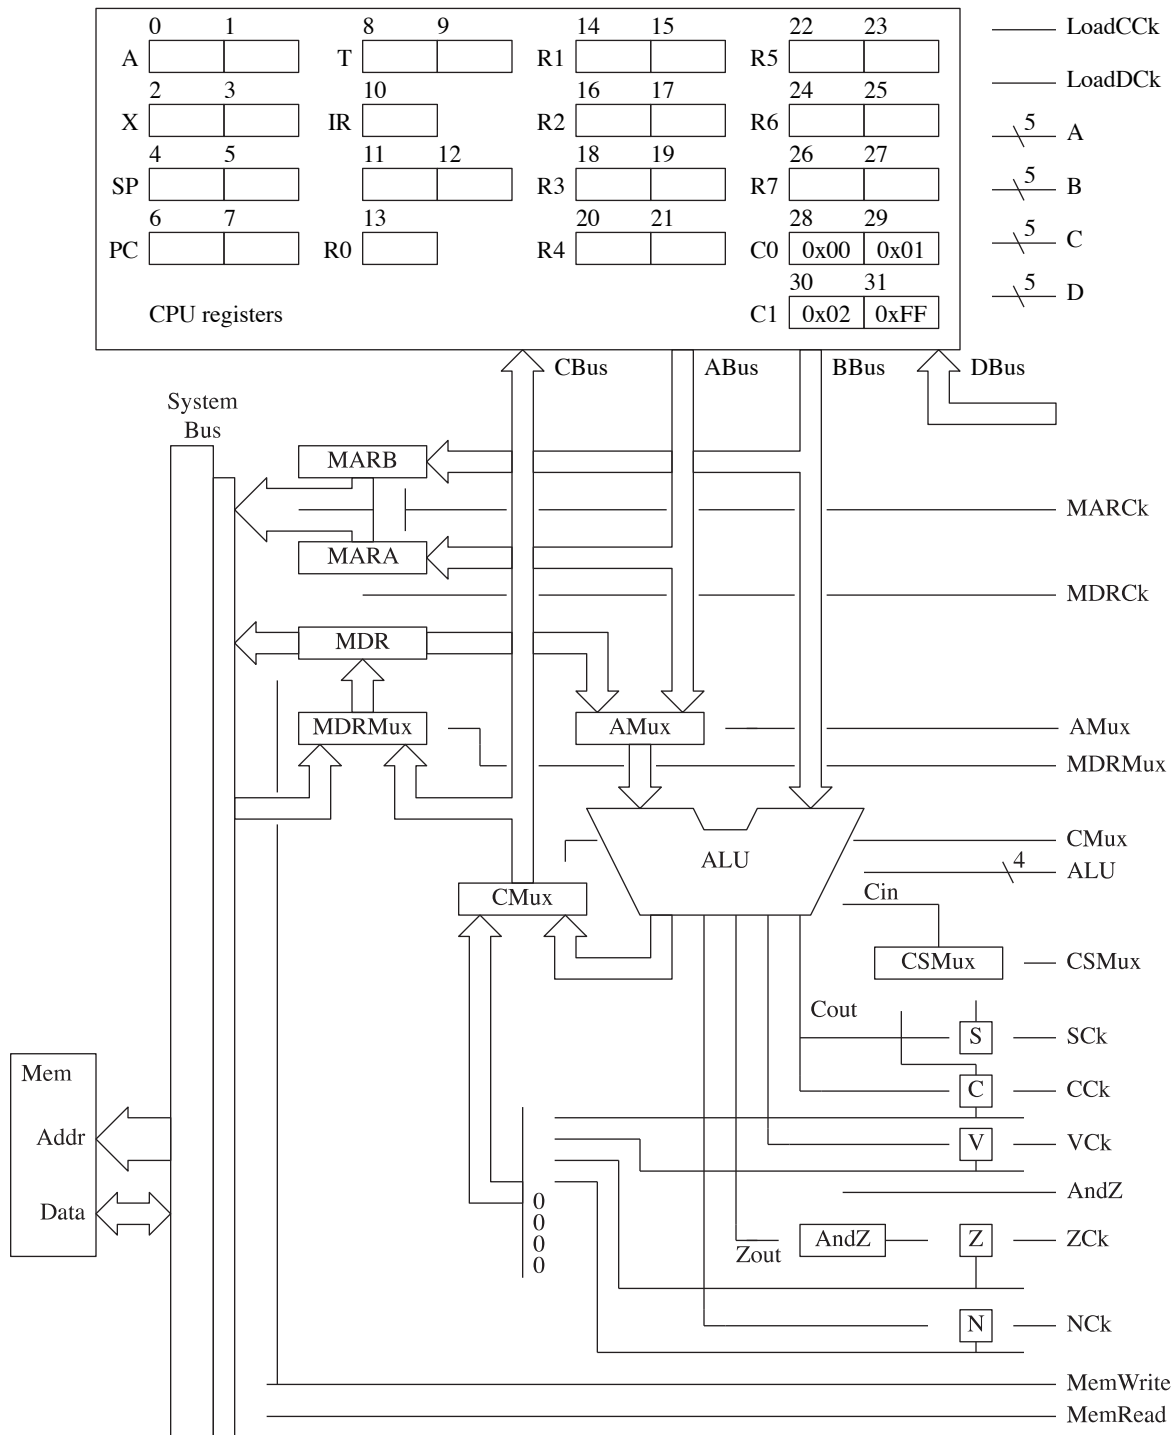 0 1 8 9 14 15 22 23 LoadCCk
A T R1 R5
LoadDCk
2 3 10 16 17 24 25
X IR R2 R6 5 A
4 5 11 12 18 19 26 27
SP R3 R7 5 B
6 7 13 20 21 28 29
PC R0 R4 C0 0x00 0x01 5 C
30 31
CPU registers C1 0x02 0xFF 5 D
CBus ABus BBus DBus
System
Bus
MARB
MARCk
MARA
MDRCk
MDR
MDRMux AMux AMux
MDRMux
CMux
ALU 4 ALU
Cin
CMux
CSMux CSMux
Cout
S SCk
Mem
C CCk
Addr V VCk
AndZ
Data 0
0
0
0
Zout AndZ Z ZCk
N NCk
MemWrite
MemRead